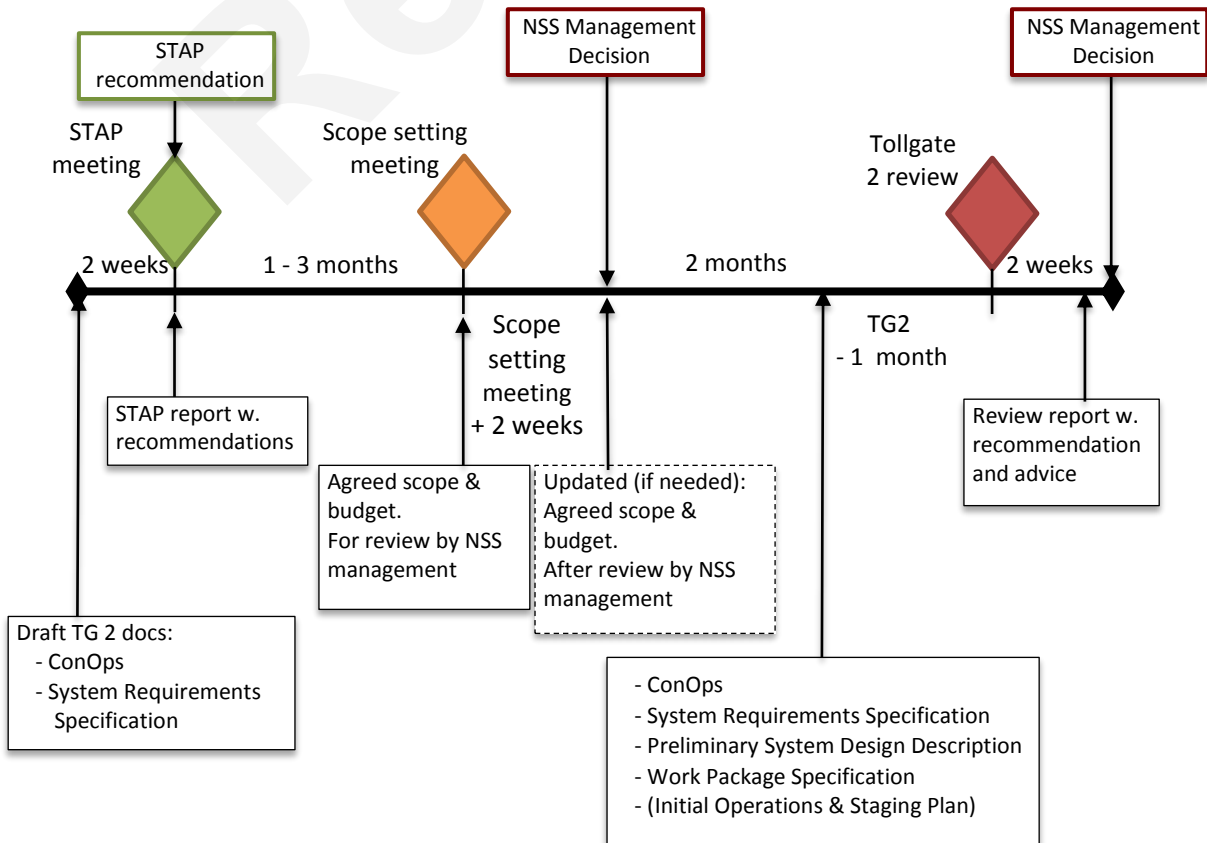 NSS Management
Decision
NSS Management
Decision
STAP
recommendation
STAP
meeting
Scope setting
meeting
Tollgate
2 review
2 weeks
1 - 3 months
2 months
2 weeks
Scope
setting
meeting
+ 2 weeks
TG2
- 1 month
STAP report w.
recommendations
Agreed scope &
budget.
For review by NSS
management
Updated (if needed):
Agreed scope &
budget.
After review by NSS
management
Review report w.
recommendation
and advice
Draft TG 2 docs:
- ConOps
- System Requirements
Specification
- ConOps
- System Requirements Specification
- Preliminary System Design Description
- Work Package Specification
- (Initial Operations & Staging Plan)